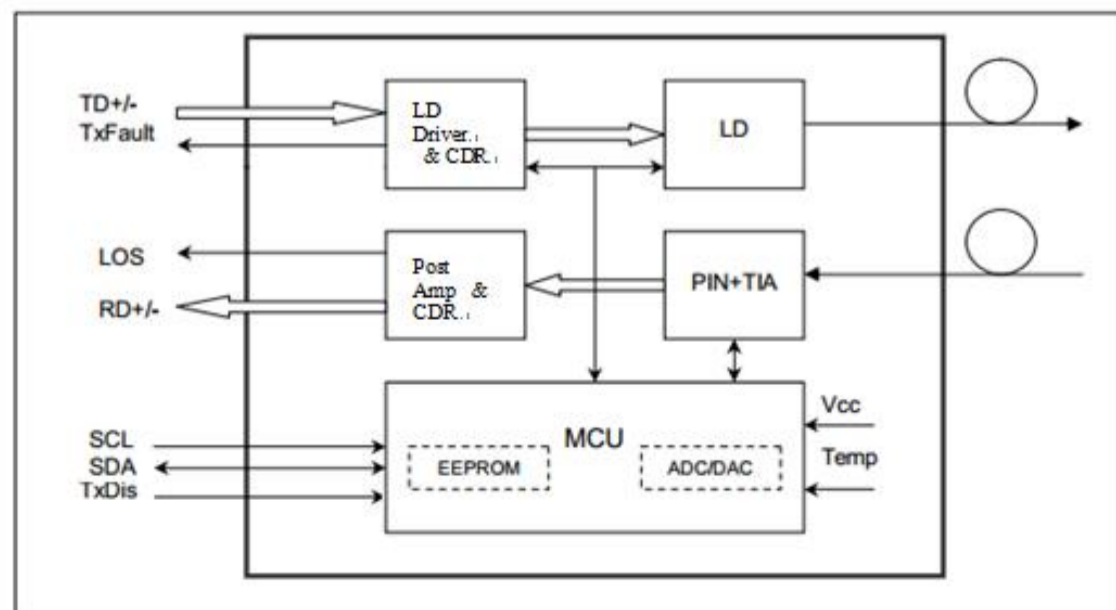 TD+/-
TxFault
LD
Driver.
& CDR.
LD
LOS
RD+/-
Post
Amp &
CDR.
PIN+TIA
SCL
SDA
TxDis
MCU
EEPROM
ADC/DAC
Vcc
Temp